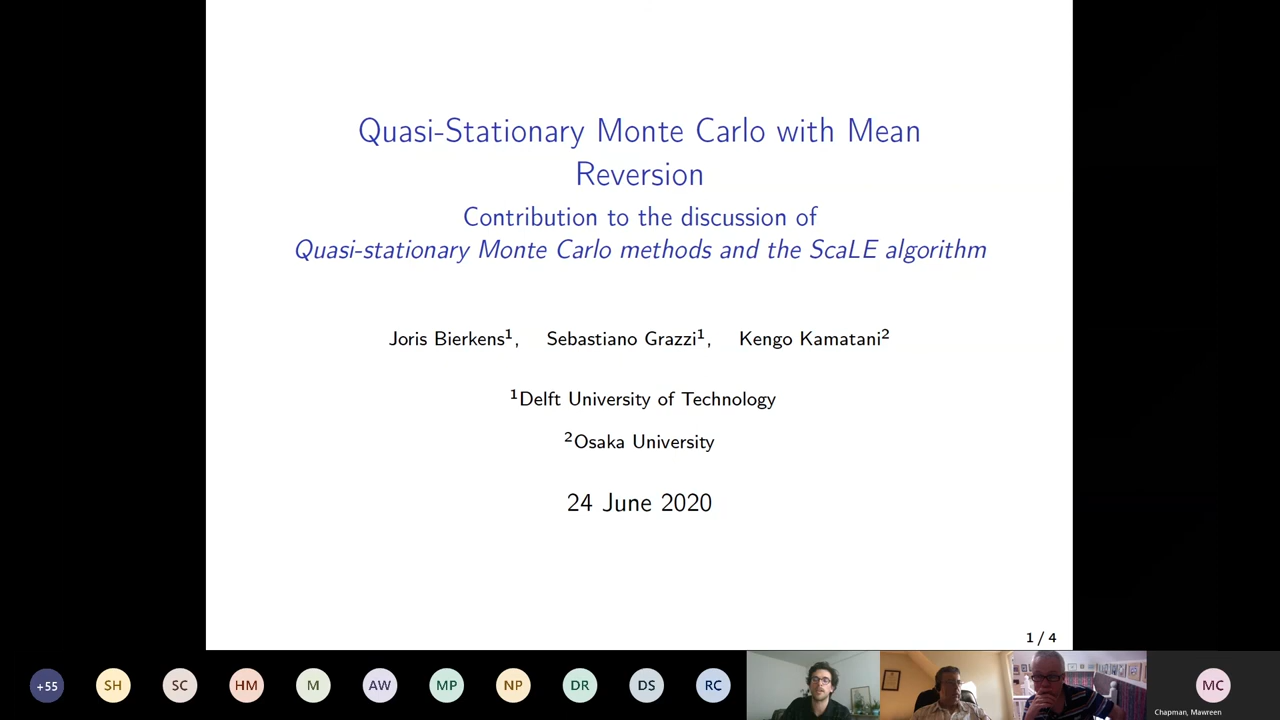 Quasi-Stationary Monte Carlo with Mean
Reversion
Contribution to the discussion of
Quasi-stationary Monte Carlo methods and the ScaLE algorithm
Joris Bierkens¹, Sebastiano Grazzi¹, Kengo Kamatani²
¹Delft University of Technology
²Osaka University
24 June 2020
1 / 4
+55 SH SC HM M AW MP NP DR DS RC MC
Chapman, Mawreen